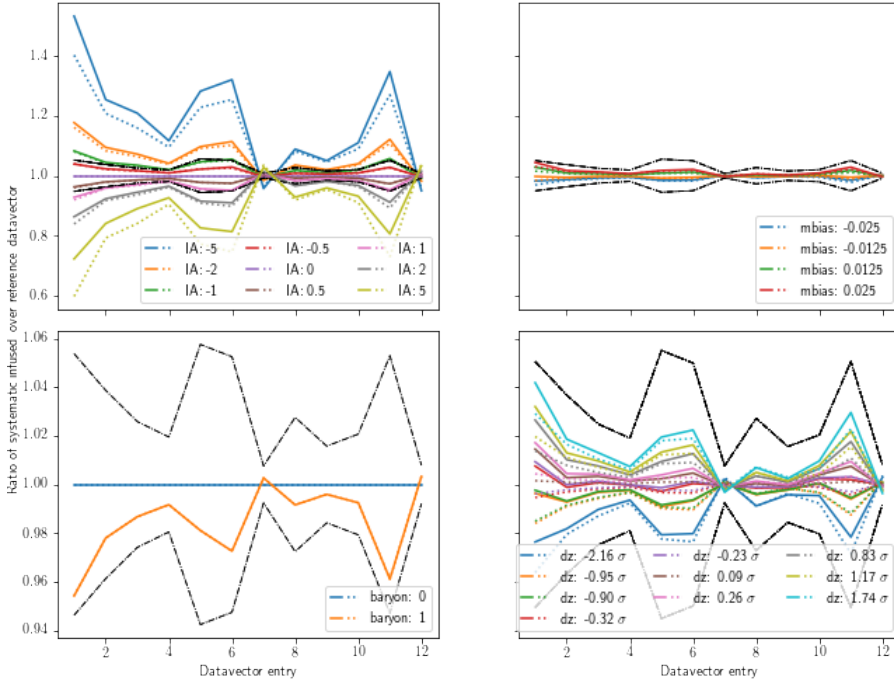 Ratio of systematic infused over reference datavector
1.4
1.2
1.0
0.8
0.6
IA: -5
IA: -2
IA: -1
IA: -0.5
IA: 0
IA: 0.5
IA: 1
IA: 2
IA: 5
mbias: -0.025
mbias: -0.0125
mbias: 0.0125
mbias: 0.025
1.06
1.04
1.02
1.00
0.98
0.96
0.94
baryon: 0
baryon: 1
2
4
6
8
10
12
Datavector entry
dz: -2.16 σ
dz: -0.95 σ
dz: -0.90 σ
dz: -0.32 σ
dz: -0.23 σ
dz: 0.09 σ
dz: 0.26 σ
dz: 0.83 σ
dz: 1.17 σ
dz: 1.74 σ
2
4
6
8
10
12
Datavector entry